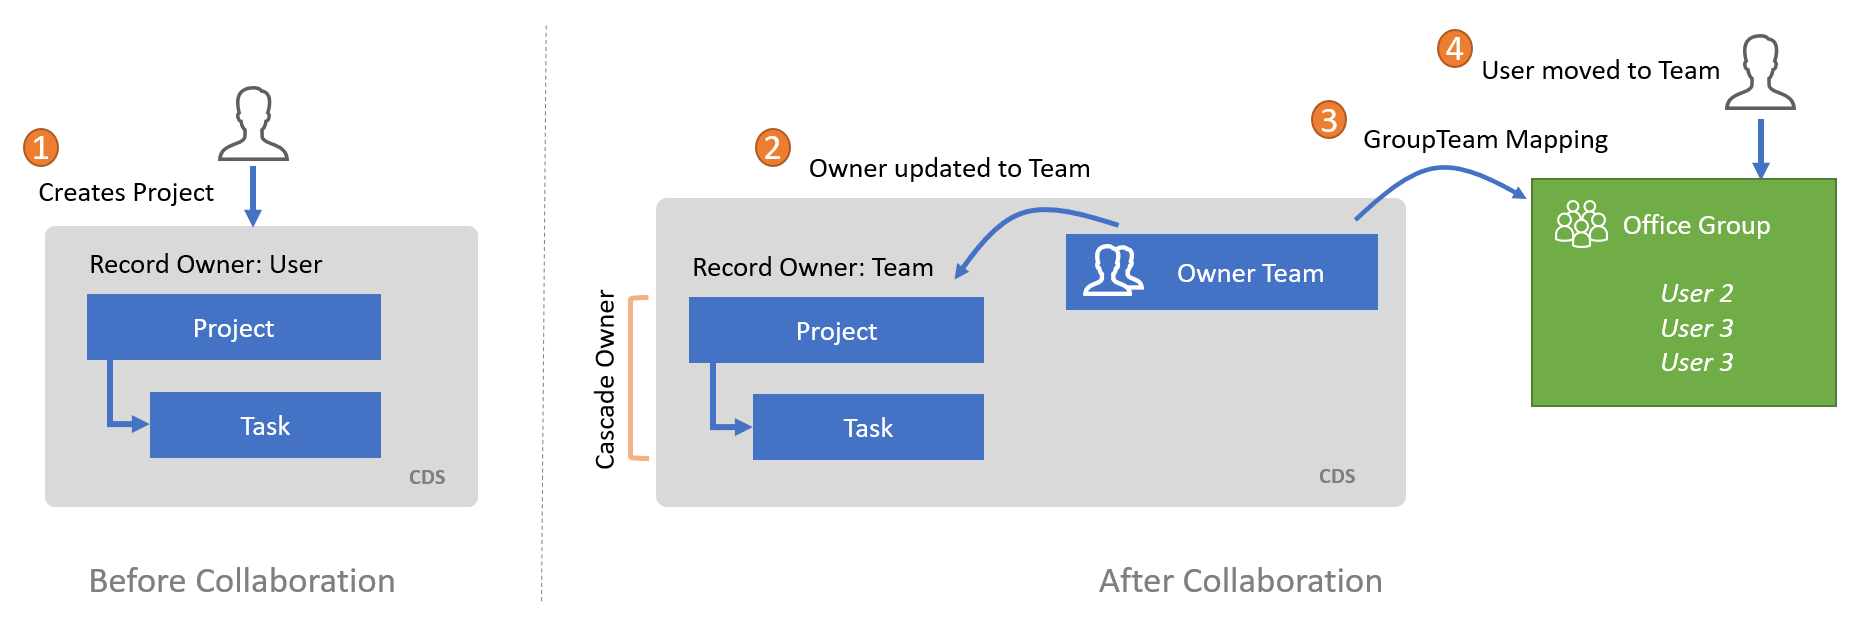 1
Creates Project
Record Owner: User
Project
Task
CDS
Before Collaboration
2
Owner updated to Team
Record Owner: Team
Owner Team
Cascade Owner
Project
Task
CDS
3
GroupTeam Mapping
4
User moved to Team
Office Group
User 2
User 3
User 3
After Collaboration